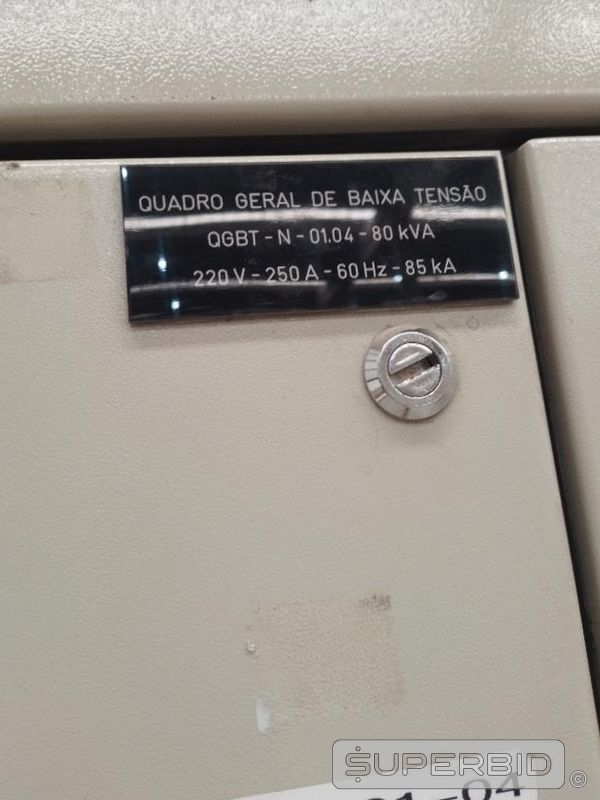 QUADRO GERAL DE BAIXA TENSÃO
QGBT - N - 01.04 - 80 kVA
220 V - 250 A - 60 Hz - 85 kA
SUPERBID ©